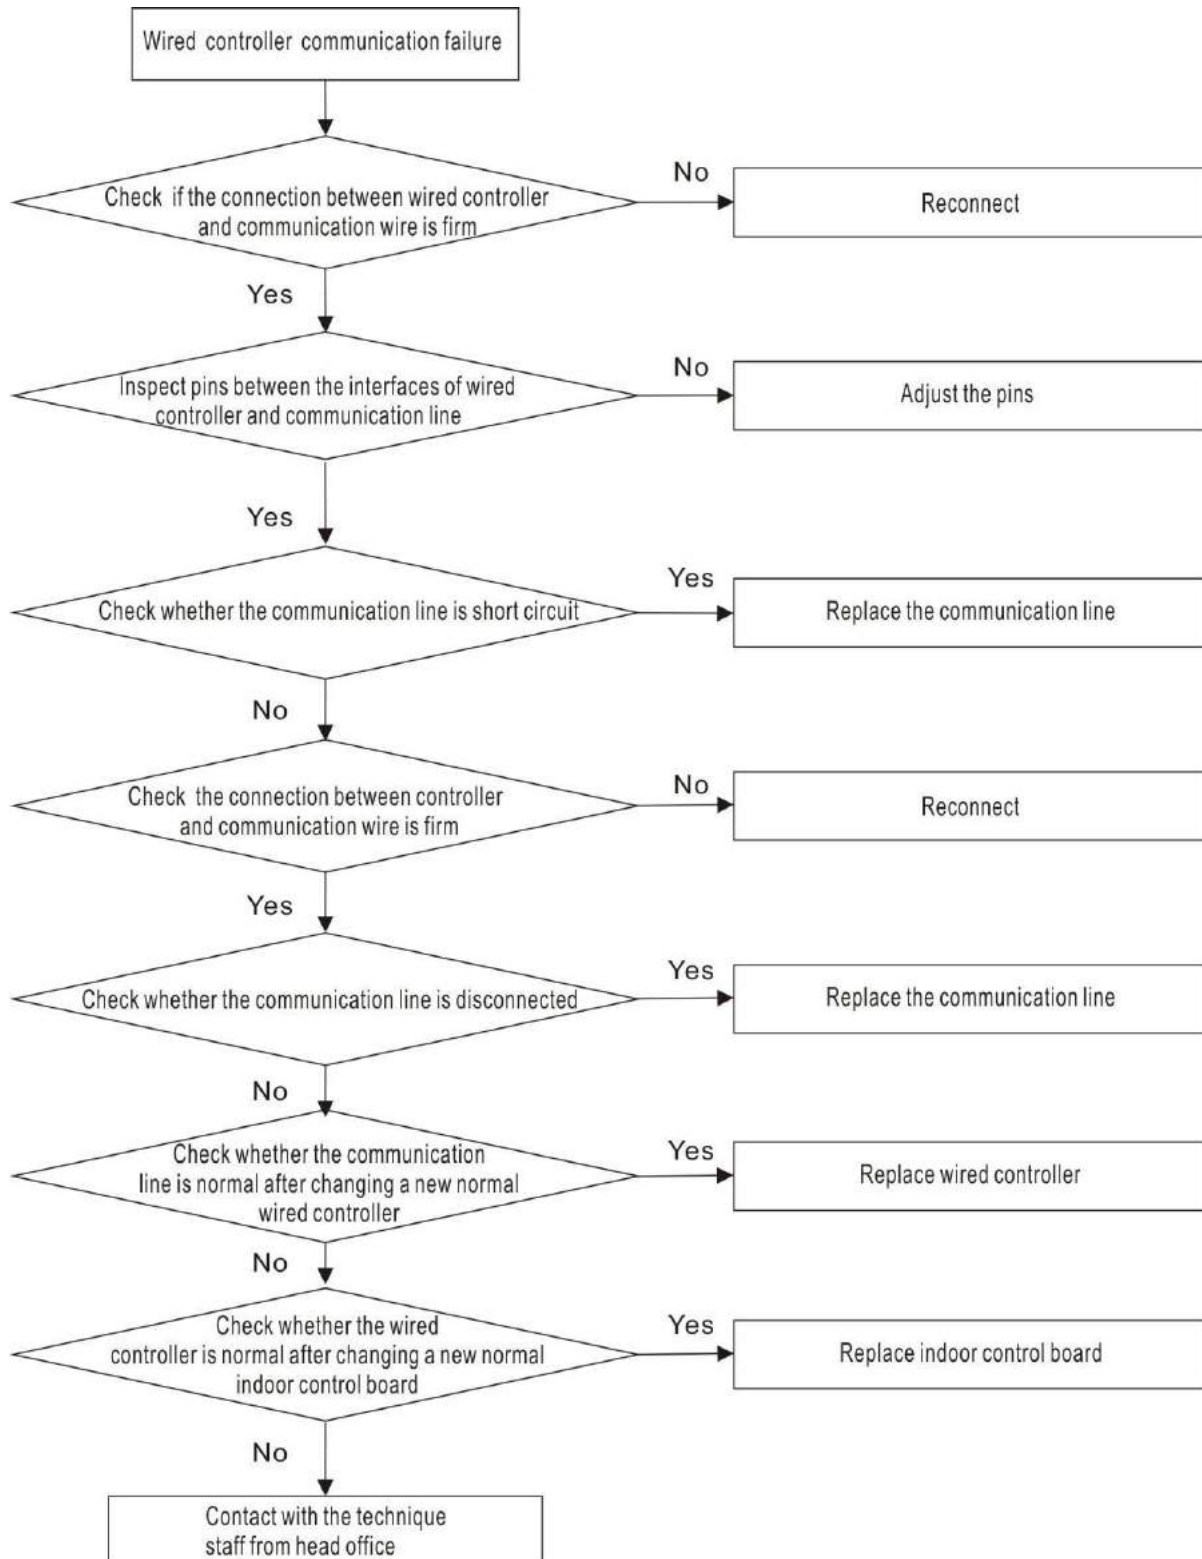 Wired controller communication failure
Check if the connection between wired controller
and communication wire is firm
No
Reconnect
Yes
Inspect pins between the interfaces of wired
controller and communication line
No
Adjust the pins
Yes
Check whether the communication line is short circuit
Yes
Replace the communication line
No
Check the connection between controller
and communication wire is firm
No
Reconnect
Yes
Check whether the communication line is disconnected
Yes
Replace the communication line
No
Check whether the communication
line is normal after changing a new normal
wired controller
Yes
Replace wired controller
No
Check whether the wired
controller is normal after changing a new normal
indoor control board
Yes
Replace indoor control board
No
Contact with the technique
staff from head office